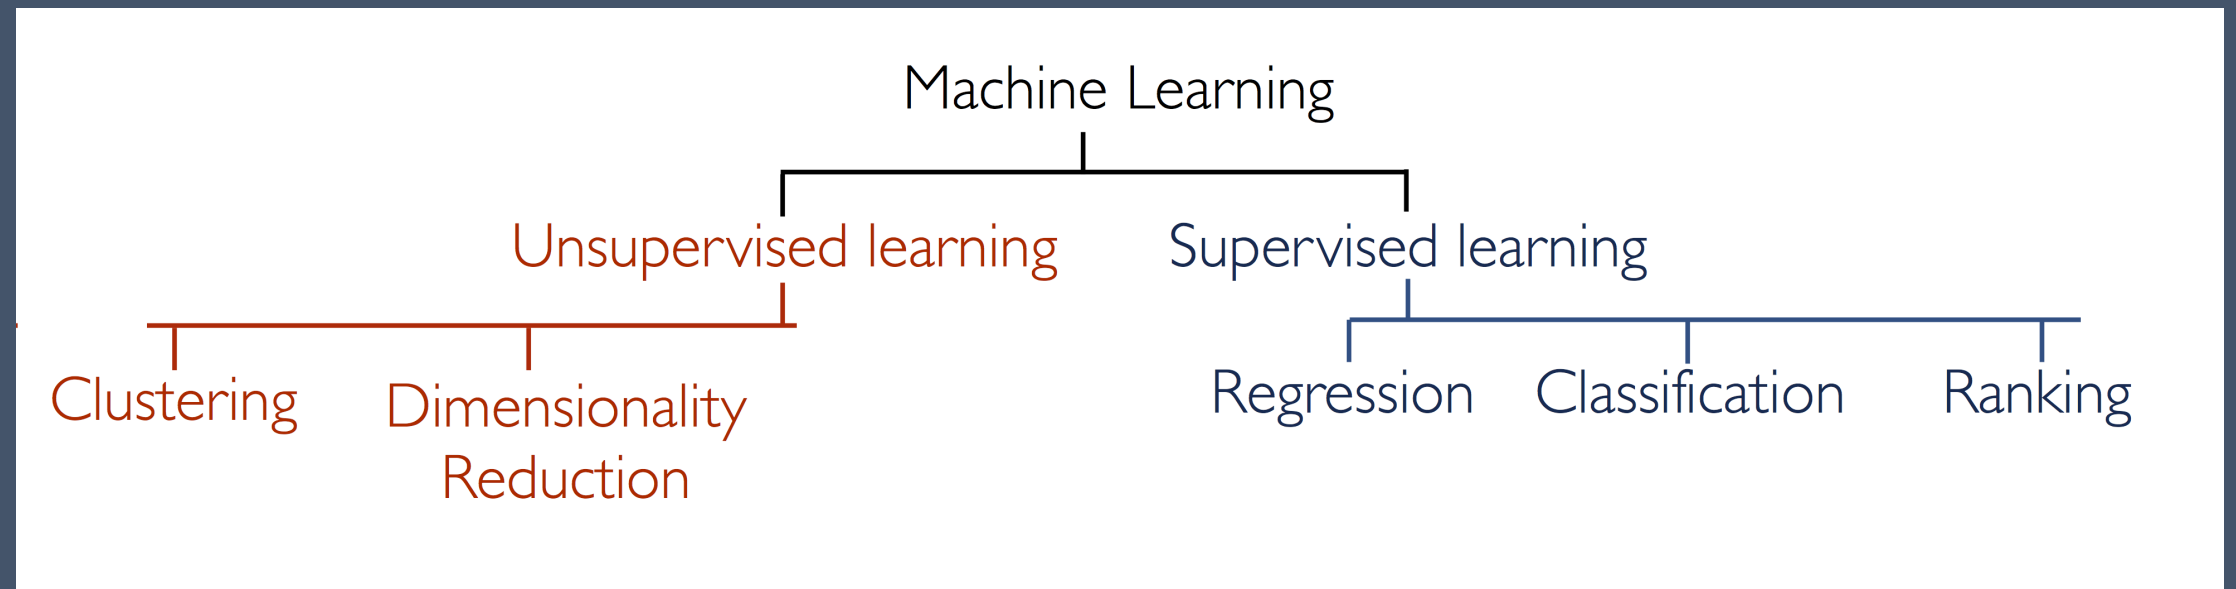 Machine Learning
Unsupervised learning
Supervised learning
Clustering
Dimensionality
Reduction
Regression
Classification
Ranking